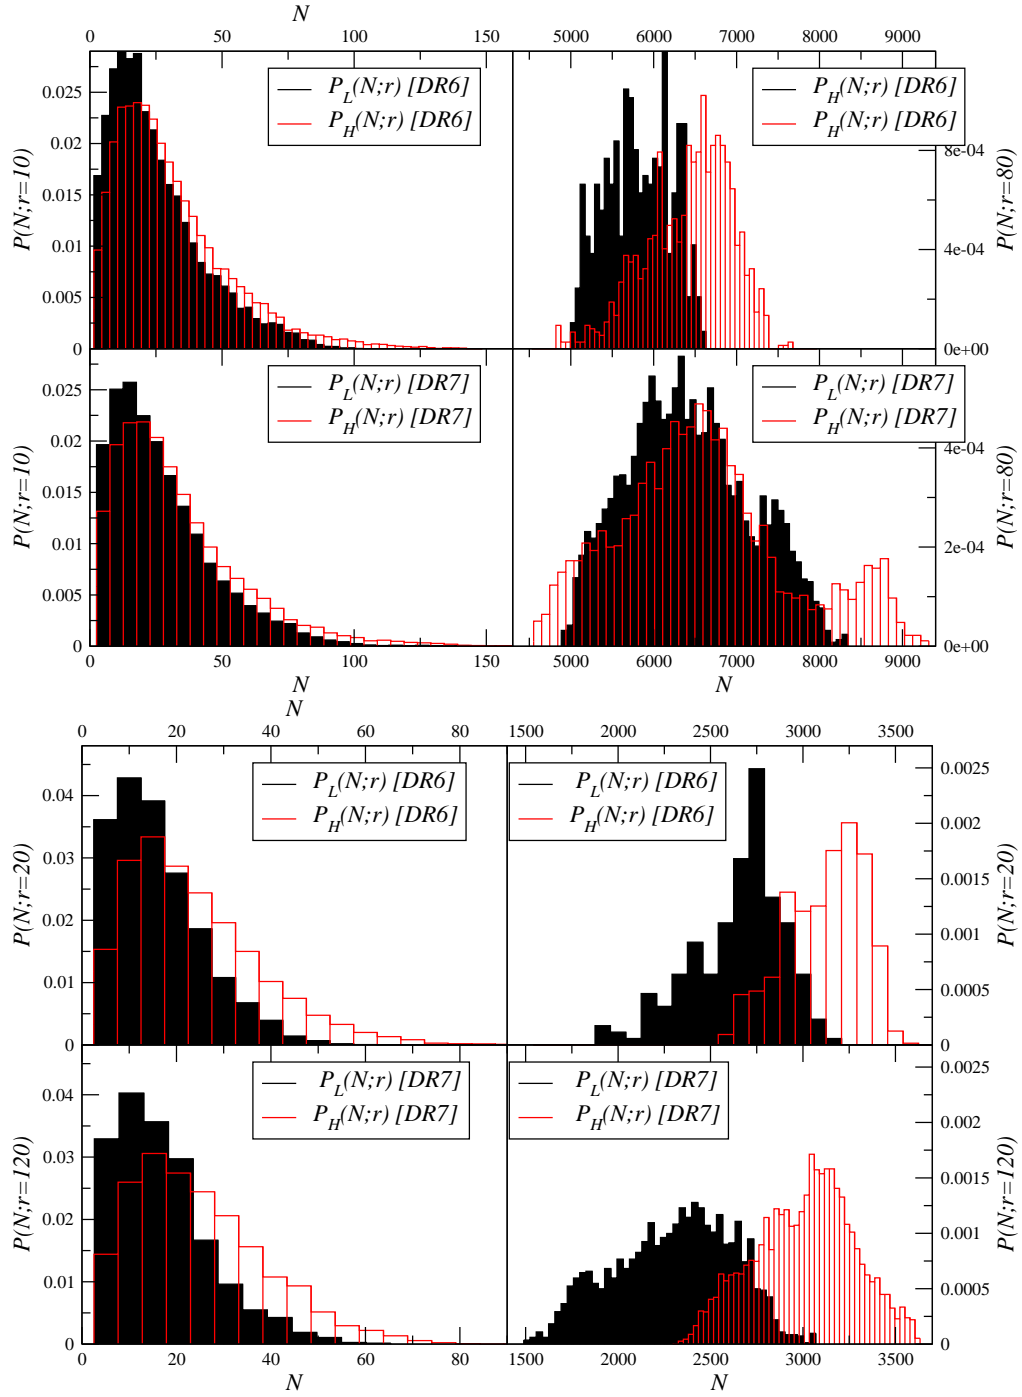 N
0 50 100 150 5000 6000 7000 8000 9000
P_L(N;r) [DR6]
P_H(N;r) [DR6]
P_H(N;r) [DR6]
P_H(N;r) [DR6]
0.025
0.02
0.015
0.01
0.005
0
P(N;r=10)
8e-04
4e-04
0e+00
P(N;r=80)
P_L(N;r) [DR7]
P_H(N;r) [DR7]
P_L(N;r) [DR7]
P_H(N;r) [DR7]
0.025
0.02
0.015
0.01
0.005
0
P(N;r=10)
4e-04
2e-04
0e+00
P(N;r=80)
0 50 100 150 5000 6000 7000 8000 9000
N N
N
0 20 40 60 80 1500 2000 2500 3000 3500
P_L(N;r) [DR6]
P_H(N;r) [DR6]
P_L(N;r) [DR6]
P_H(N;r) [DR6]
0.04
0.03
0.02
0.01
0
P(N;r=20)
0.0025
0.002
0.0015
0.001
0.0005
0
P(N;r=20)
P_L(N;r) [DR7]
P_H(N;r) [DR7]
P_L(N;r) [DR7]
P_H(N;r) [DR7]
0.04
0.03
0.02
0.01
0
P(N;r=120)
0.0025
0.002
0.0015
0.001
0.0005
0
P(N;r=120)
0 20 40 60 80 1500 2000 2500 3000 3500
N N